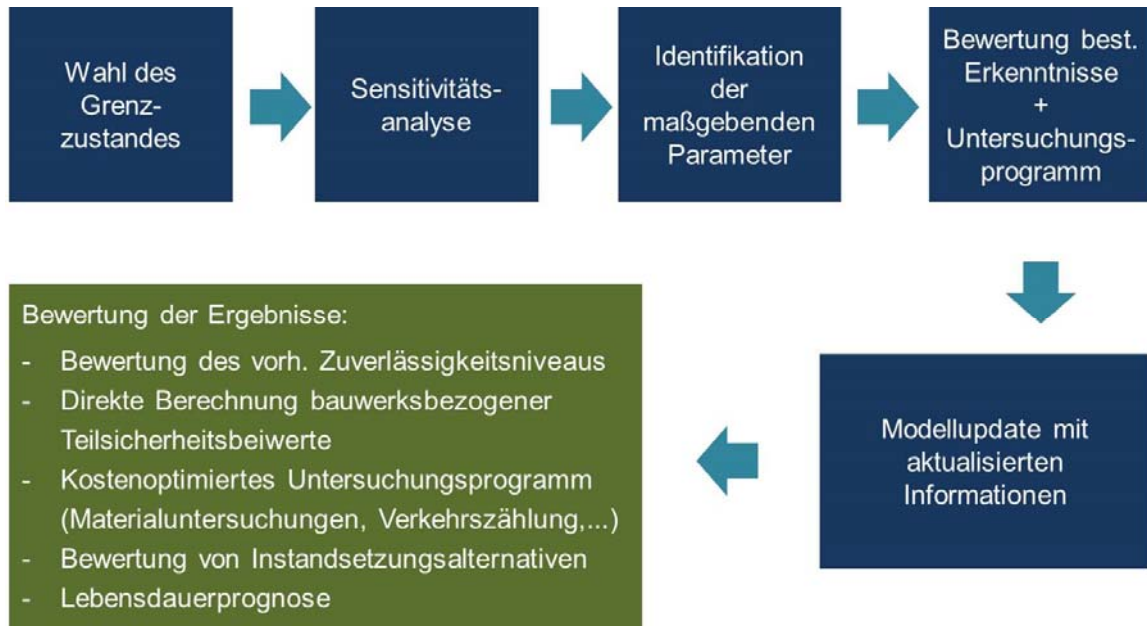 Wahl des
Grenz-
zustandes
Sensitivitäts-
analyse
Identifikation
der
maßgebenden
Parameter
Bewertung best.
Erkenntnisse
+
Untersuchungs-
programm
Modellupdate mit
aktualisierten
Informationen
Bewertung der Ergebnisse:
- Bewertung des vorh. Zuverlässigkeitsniveaus
- Direkte Berechnung bauwerksbezogener
Teilsicherheitsbeiwerte
- Kostenoptimiertes Untersuchungsprogramm
(Materialuntersuchungen, Verkehrszählung,...)
- Bewertung von Instandsetzungsalternativen
- Lebensdauerprognose